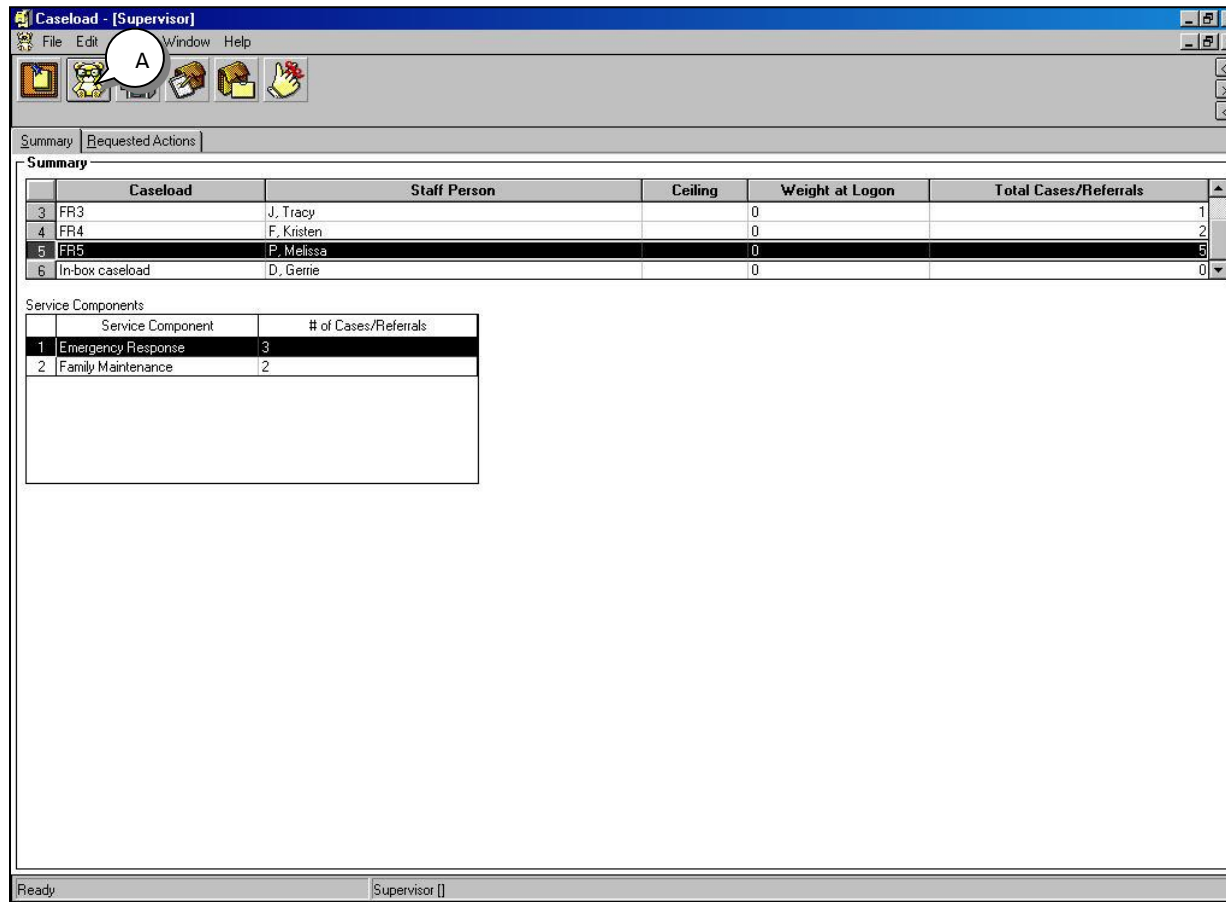 Caseload - [Supervisor]
File Edit Window Help
A
Summary Requested Actions
Summary
Caseload Staff Person Ceiling Weight at Logon Total Cases/Referrals
3 FR3 J, Tracy 0 1
4 FR4 F, Kristen 0 2
5 FR5 P, Melissa 0 5
6 In-box caseload D, Gerrie 0 0
Service Components
Service Component # of Cases/Referrals
1 Emergency Response 3
2 Family Maintenance 2
Ready Supervisor []